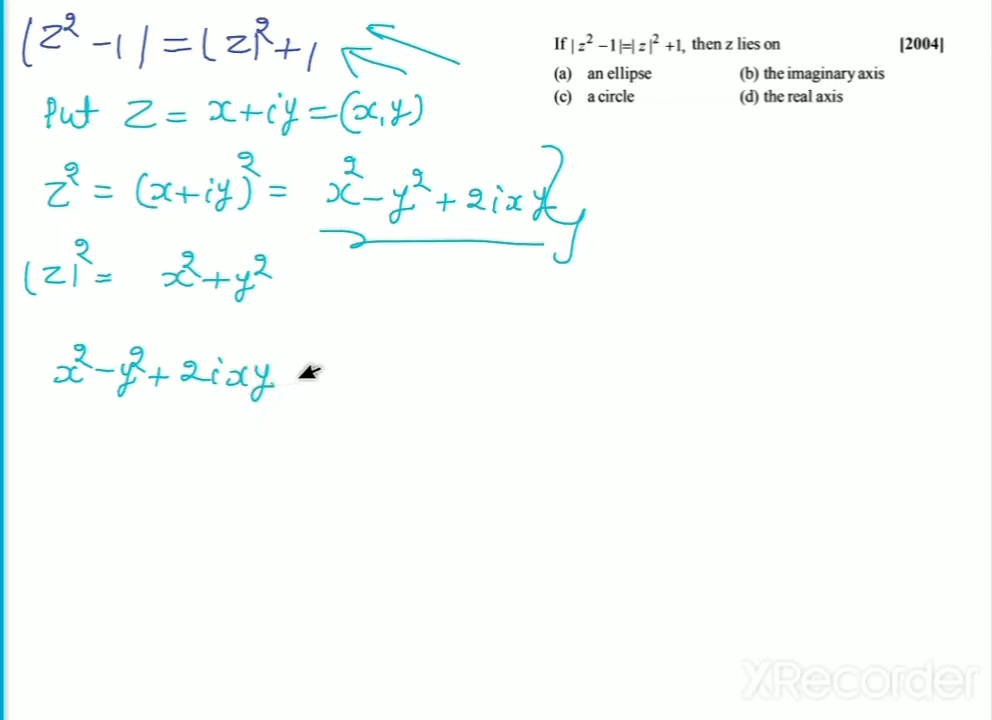 |z² - 1| = |z|² + 1
Put z = x + iy = (x, y)
z² = (x + iy)² = x² - y² + 2ixy
|z|² = x² + y²
x² - y² + 2ixy
If |z² − 1|=|z|² +1, then z lies on [2004]
(a) an ellipse (b) the imaginary axis
(c) a circle (d) the real axis
XRecorder